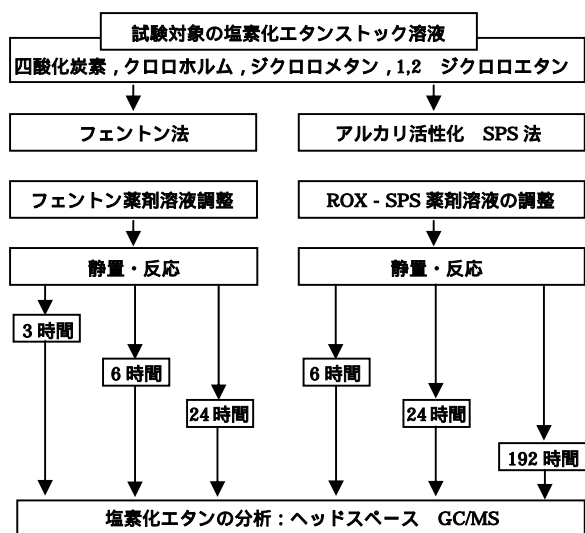 試験対象の塩素化エタンストック溶液
四酸化炭素，クロロホルム，ジクロロメタン，1,2　ジクロロエタン
フェントン法
アルカリ活性化　SPS 法
フェントン薬剤溶液調整
ROX - SPS 薬剤溶液の調整
静置・反応
静置・反応
3 時間
6 時間
24 時間
6 時間
24 時間
192 時間
塩素化エタンの分析：ヘッドスペース　GC/MS